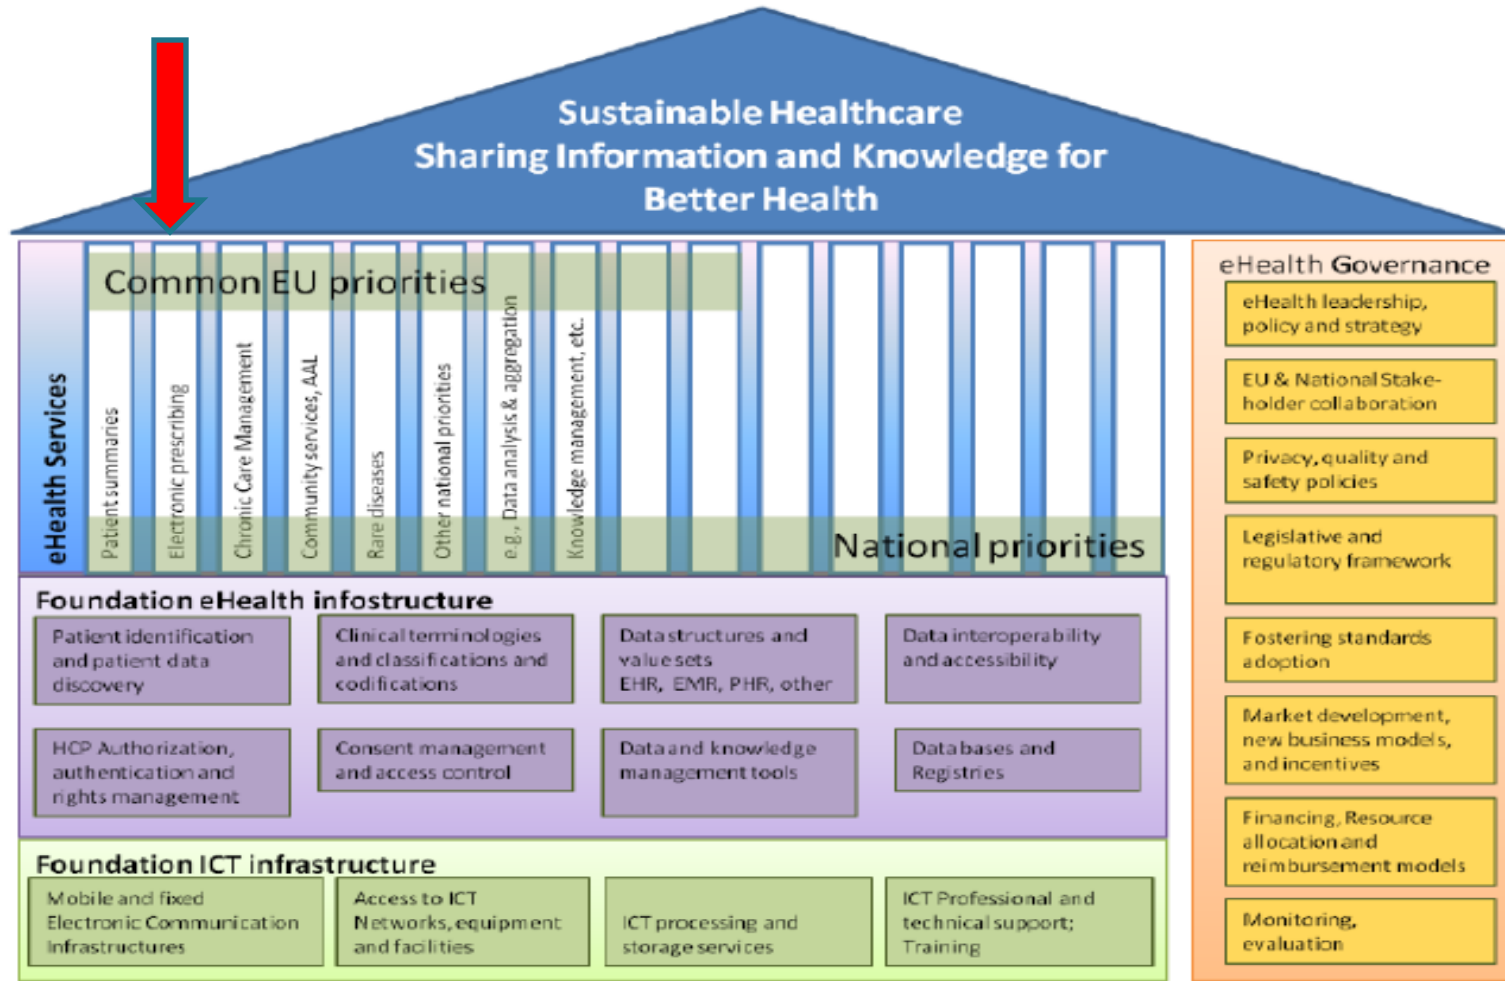 Sustainable Healthcare
Sharing Information and Knowledge for
Better Health
Common EU priorities
eHealth Services
Patient summaries
Electronic prescribing
Chronic Care Management
Community services, AAL
Rare diseases
Other national priorities
e.g., Data analysis & aggregation
Knowledge management, etc.
National priorities
Foundation eHealth infostructure
Patient identification
and patient data
discovery
Clinical terminologies
and classifications and
codifications
Data structures and
value sets
EHR, EMR, PHR, other
Data interoperability
and accessibility
HCP Authorization,
authentication and
rights management
Consent management
and access control
Data and knowledge
management tools
Databases and
Registries
Foundation ICT infrastructure
Mobile and fixed
Electronic Communication
Infrastructures
Access to ICT
Networks, equipment
and facilities
ICT processing and
storage services
ICT Professional and
technical support;
Training
eHealth Governance
eHealth leadership,
policy and strategy
EU & National Stake-
holder collaboration
Privacy, quality and
safety policies
Legislative and
regulatory framework
Fostering standards
adoption
Market development,
new business models,
and incentives
Financing, Resource
allocation and
reimbursement models
Monitoring,
evaluation